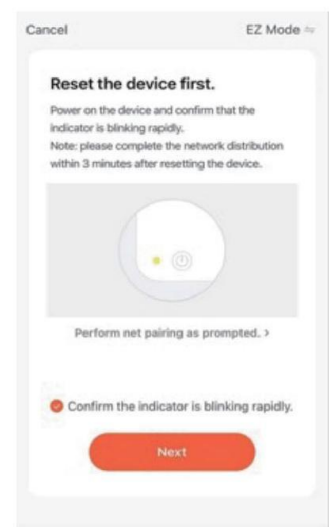 Cancel EZ Mode
Reset the device first.
Power on the device and confirm that the
indicator is blinking rapidly.
Note: please complete the network distribution
within 3 minutes after resetting the device.
Perform net pairing as prompted. >
Confirm the indicator is blinking rapidly.
Next